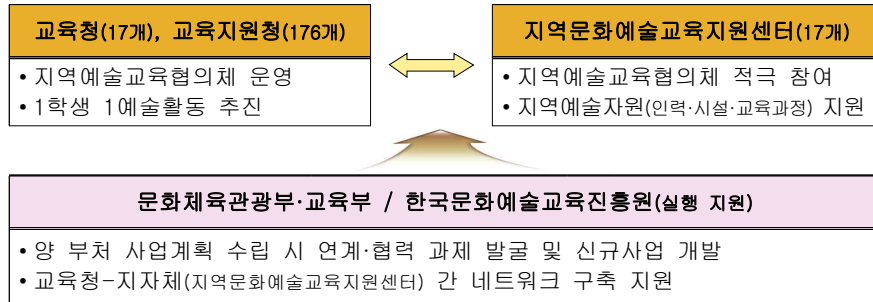 교육청(17개), 교육지원청(176개)
• 지역예술교육협의체 운영
• 1학생 1예술활동 추진
지역문화예술교육지원센터(17개)
• 지역예술교육협의체 적극 참여
• 지역예술자원(인력·시설·교육과정) 지원
문화체육관광부·교육부 / 한국문화예술교육진흥원(실행 지원)
• 양 부처 사업계획 수립 시 연계·협력 과제 발굴 및 신규사업 개발
• 교육청-지자체(지역문화예술교육지원센터) 간 네트워크 구축 지원